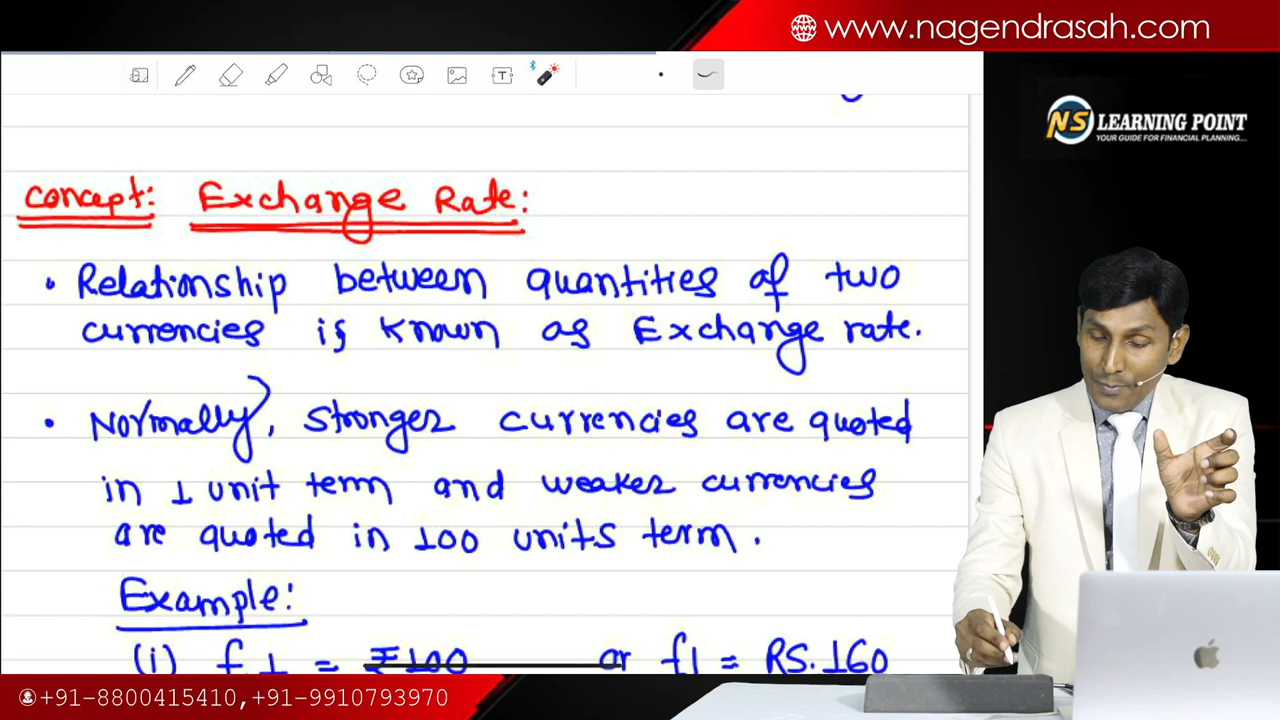 www.nagendrasah.com
NS LEARNING POINT
YOUR GUIDE FOR FINANCIAL PLANNING....
Concept: Exchange Rate:
• Relationship between quantities of two
currencies is known as Exchange rate.
• Normally, stronger currencies are quoted
in 1 unit term and weaker currencies
are quoted in 100 units term.
Example:
(i) £ 1 = ₹100 or £1 = RS. 160
+91-8800415410,+91-9910793970